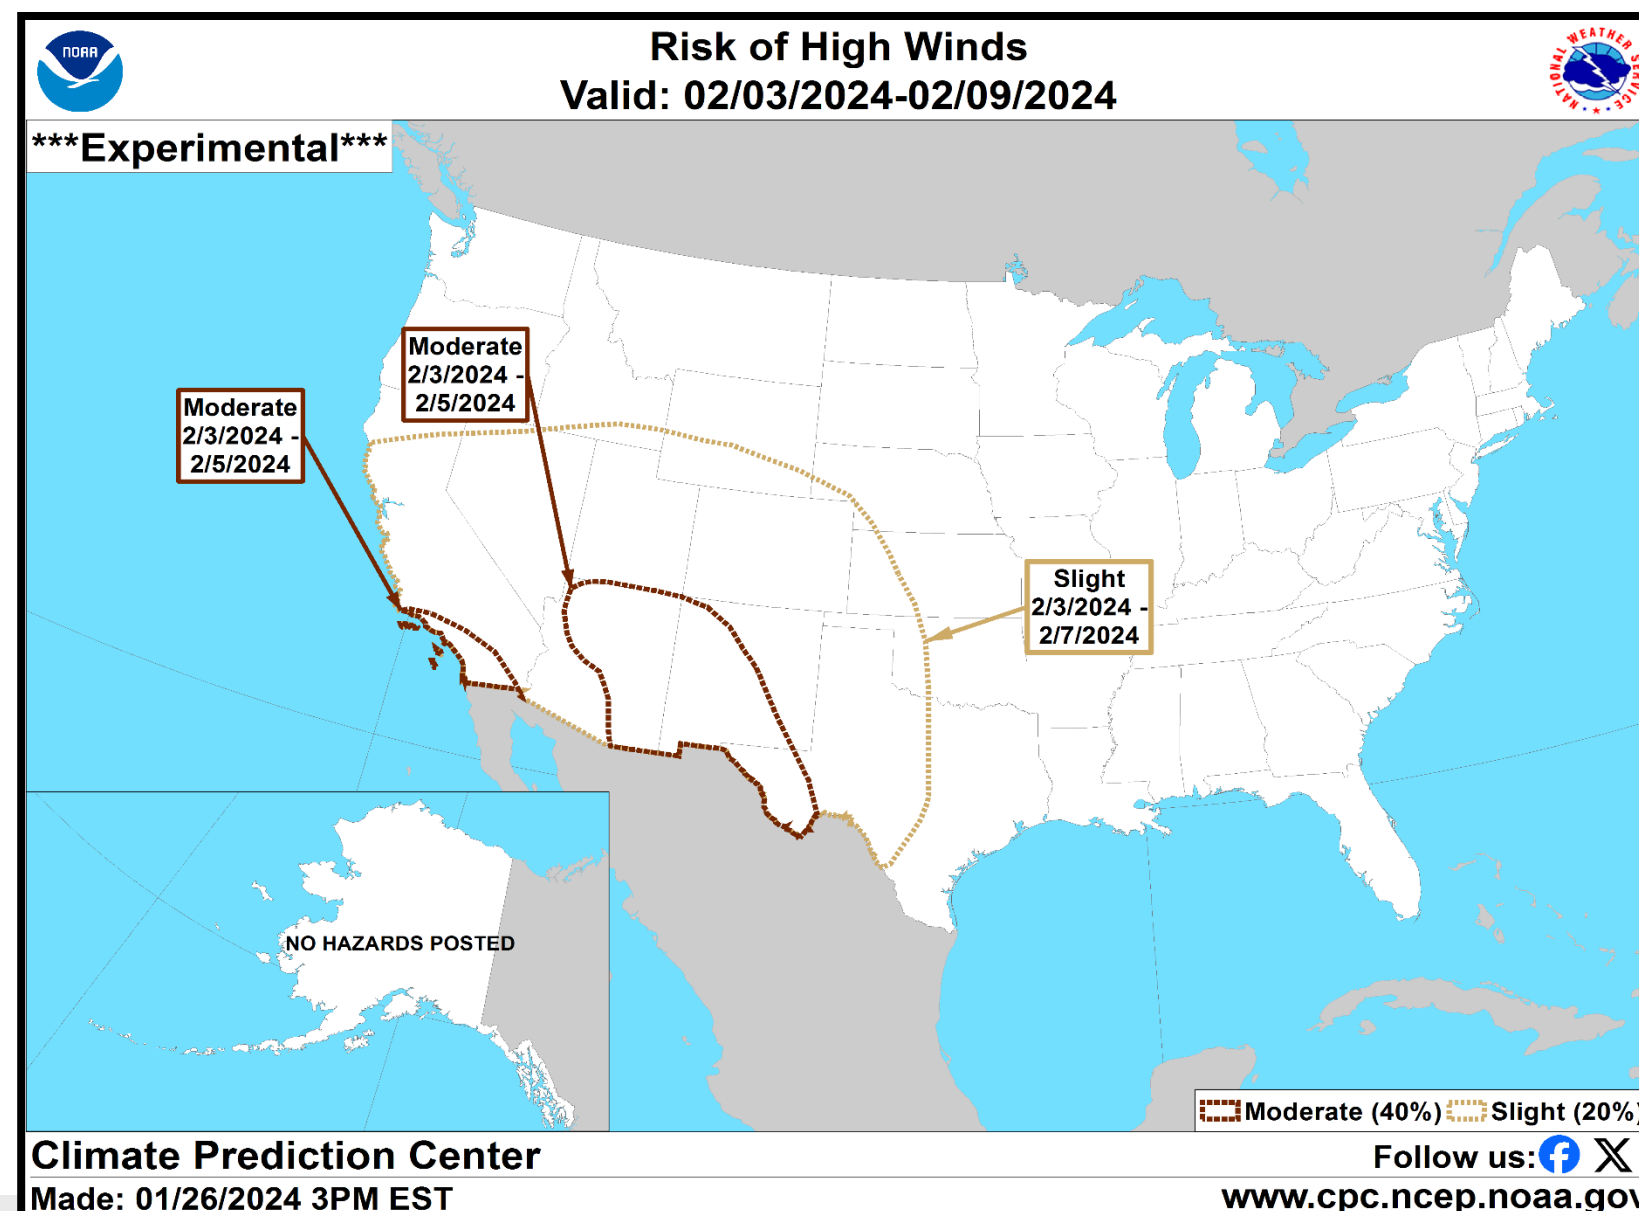 NOAA
Risk of High Winds
Valid: 02/03/2024-02/09/2024
NATIONAL WEATHER SERVICE
***Experimental***
Moderate
2/3/2024 -
2/5/2024
Moderate
2/3/2024 -
2/5/2024
Slight
2/3/2024 -
2/7/2024
NO HAZARDS POSTED
Moderate (40%) Slight (20%)
Climate Prediction Center
Follow us:
Made: 01/26/2024 3PM EST
www.cpc.ncep.noaa.gov